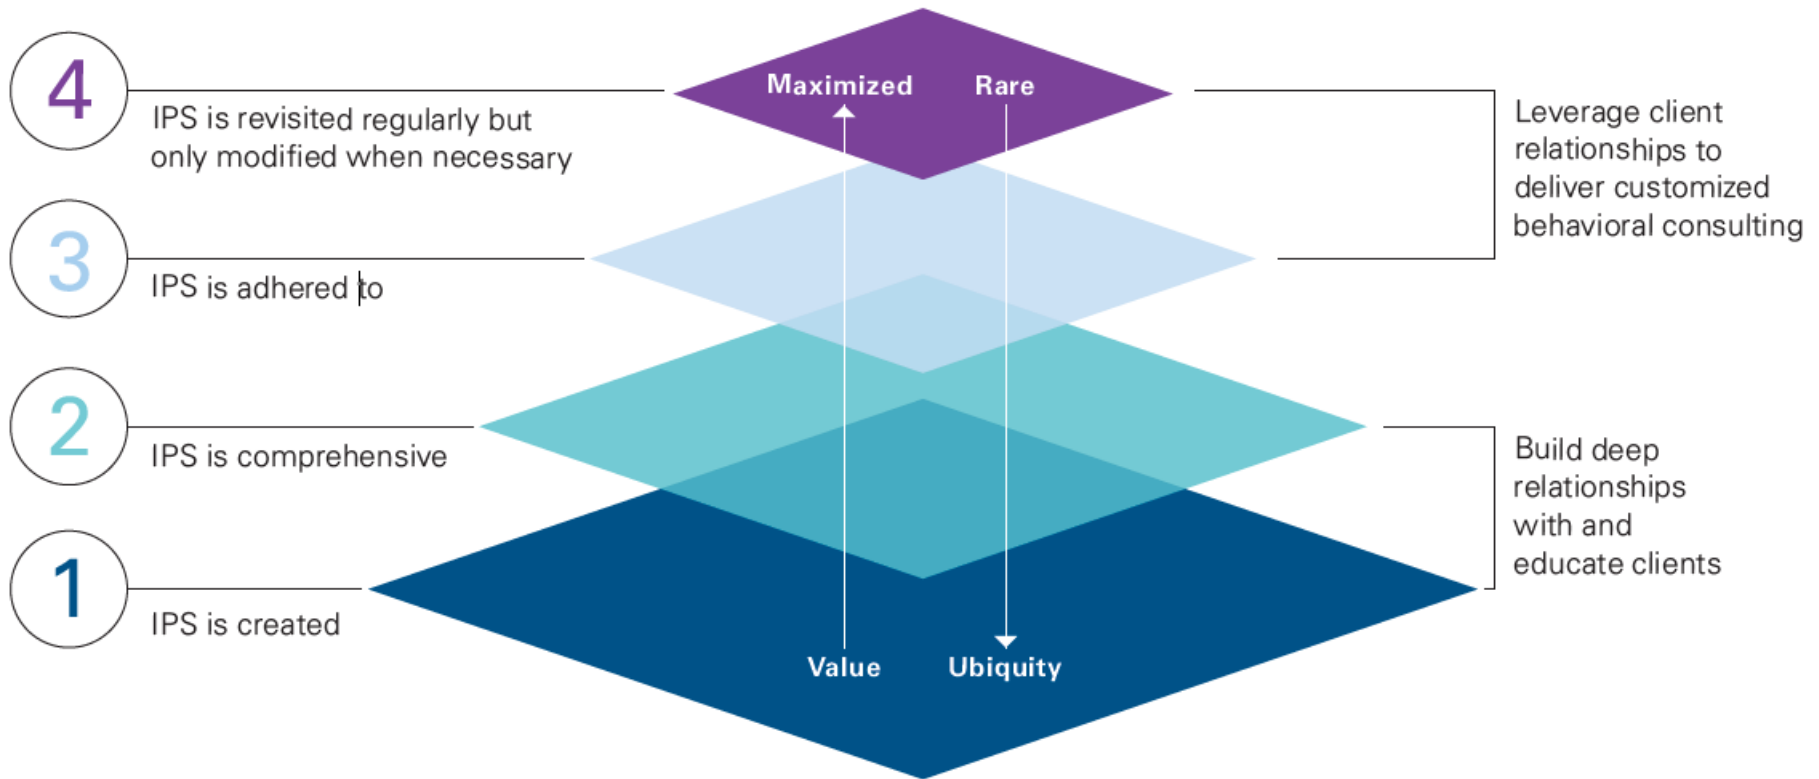 4
IPS is revisited regularly but
only modified when necessary
3
IPS is adhered to
2
IPS is comprehensive
1
IPS is created
Maximized
Rare
Value
Ubiquity
Leverage client
relationships to
deliver customized
behavioral consulting
Build deep
relationships
with and
educate clients